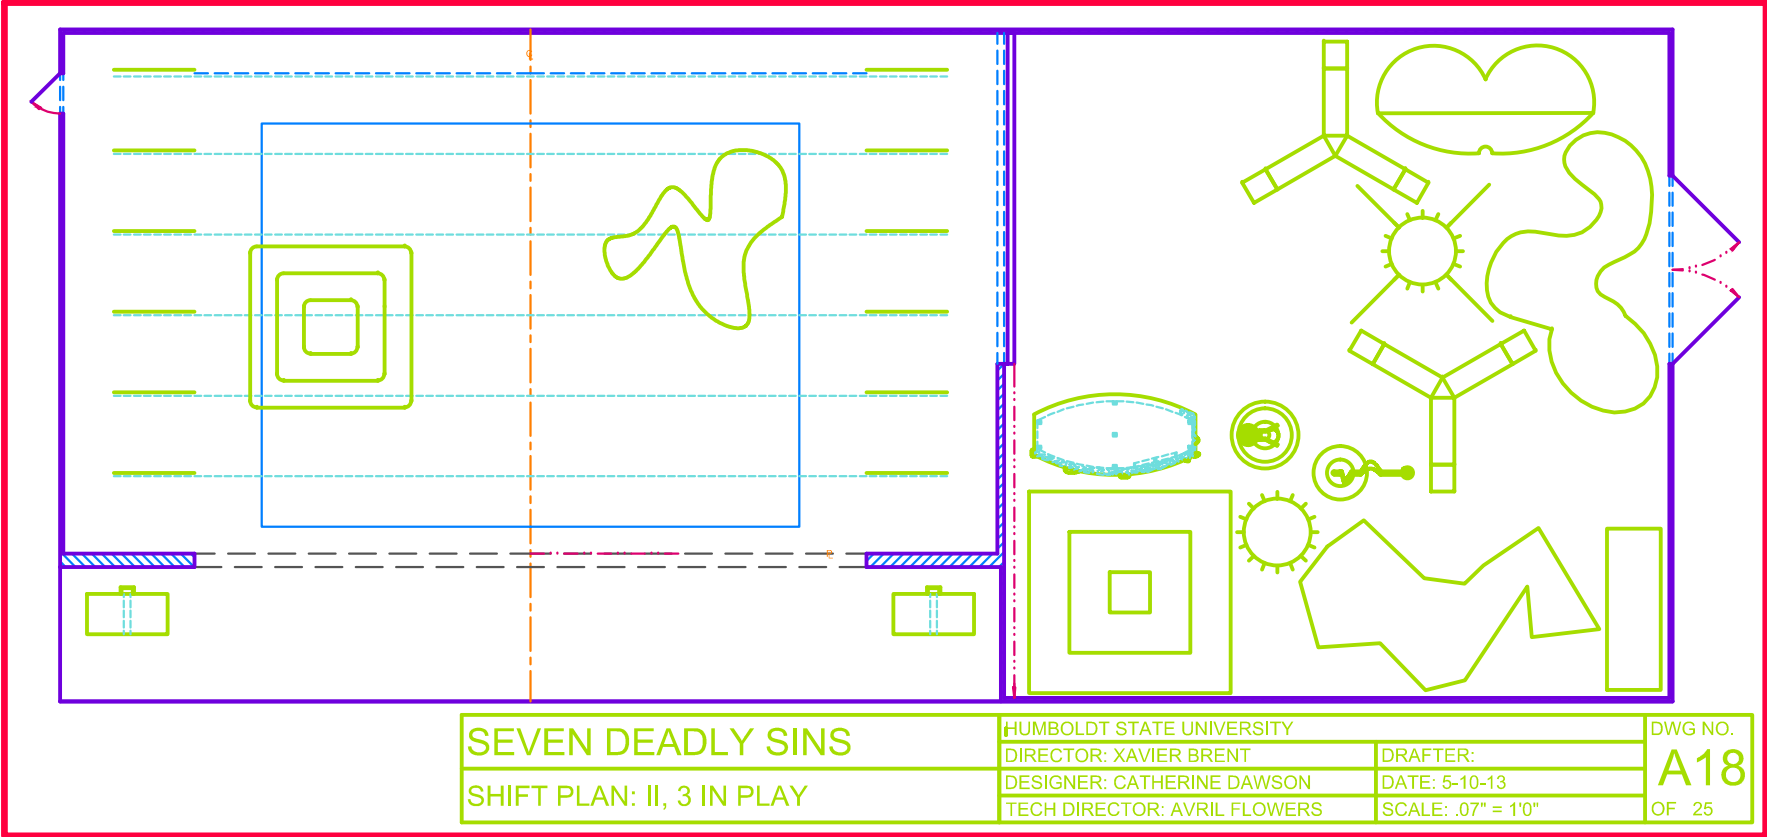 SEVEN DEADLY SINS
SHIFT PLAN: II, 3 IN PLAY
HUMBOLDT STATE UNIVERSITY
DIRECTOR: XAVIER BRENT
DRAFTER:
DESIGNER: CATHERINE DAWSON
DATE: 5-10-13
TECH DIRECTOR: AVRIL FLOWERS
SCALE: .07" = 1'0"
DWG NO.
A18
OF 25